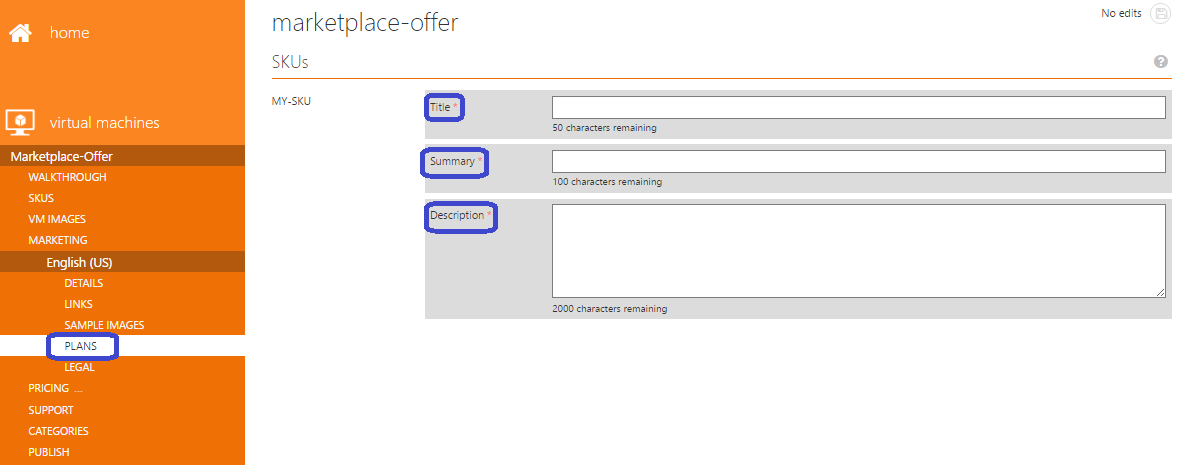 home
virtual machines
Marketplace-Offer
WALKTHROUGH
SKUS
VM IMAGES
MARKETING
English (US)
DETAILS
LINKS
SAMPLE IMAGES
PLANS
LEGAL
PRICING ...
SUPPORT
CATEGORIES
PUBLISH
marketplace-offer
No edits
SKUs
?
MY-SKU
Title *
50 characters remaining
Summary *
100 characters remaining
Description *
2000 characters remaining